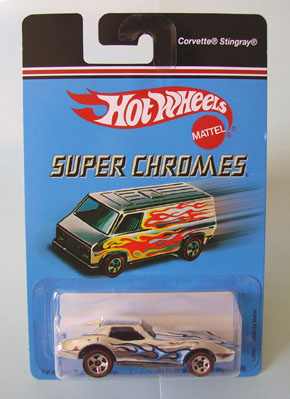 Corvette® Stingray®
Hot Wheels
MATTEL®
SUPER CHROMES